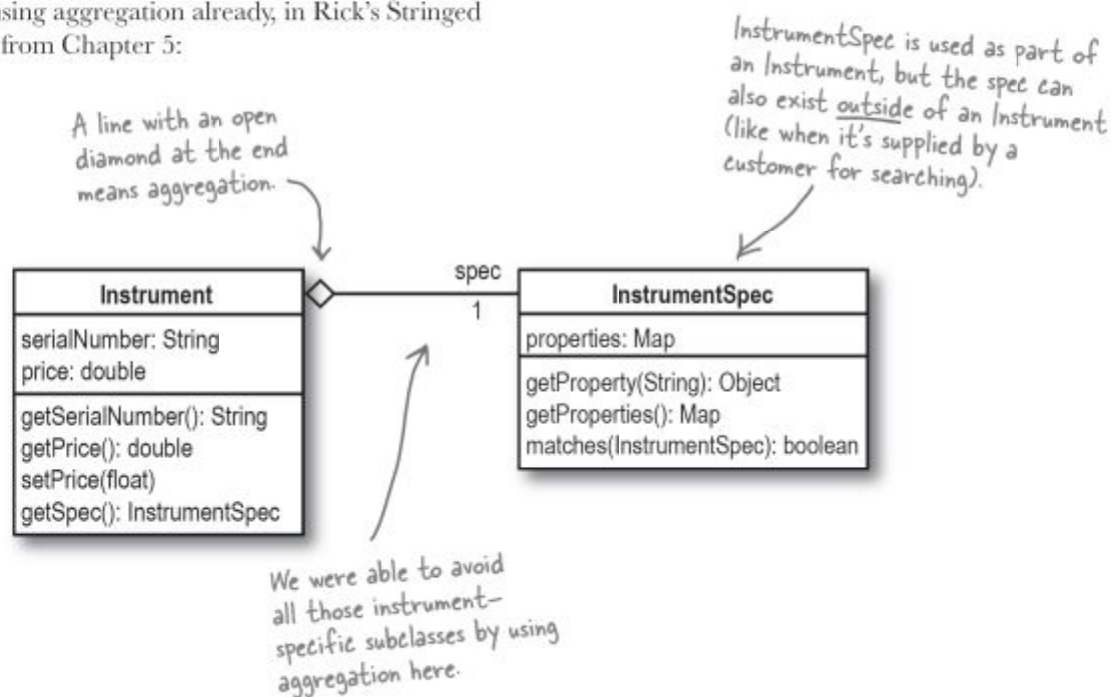 using aggregation already, in Rick's Stringed
from Chapter 5:
InstrumentSpec is used as part of
an Instrument, but the spec can
also exist outside of an Instrument
(like when it's supplied by a
customer for searching).
A line with an open
diamond at the end
means aggregation.
Instrument
serialNumber: String
price: double
getSerialNumber(): String
getPrice(): double
setPrice(float)
getSpec(): InstrumentSpec
spec
1
InstrumentSpec
properties: Map
getProperty(String): Object
getProperties(): Map
matches(InstrumentSpec): boolean
We were able to avoid
all those instrument-
specific subclasses by using
aggregation here.